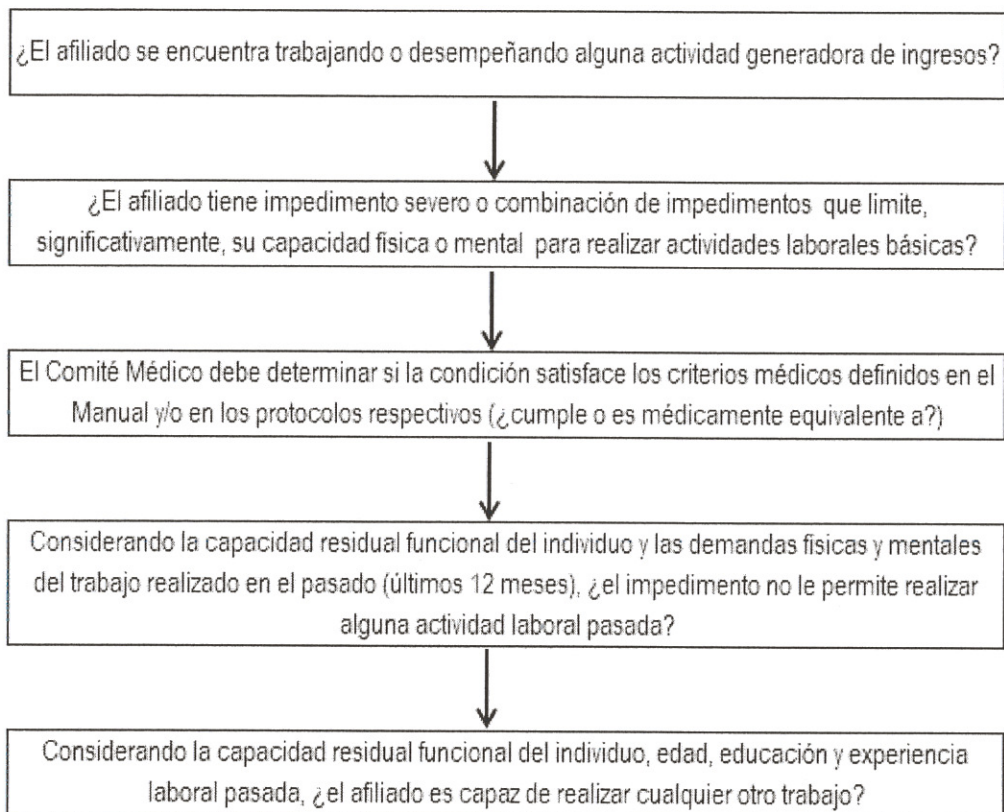 ¿El afiliado se encuentra trabajando o desempeñando alguna actividad generadora de ingresos?
¿El afiliado tiene impedimento severo o combinación de impedimentos que limite,
significativamente, su capacidad física o mental para realizar actividades laborales básicas?
El Comité Médico debe determinar si la condición satisface los criterios médicos definidos en el
Manual y/o en los protocolos respectivos (¿cumple o es médicamente equivalente a?)
Considerando la capacidad residual funcional del individuo y las demandas físicas y mentales
del trabajo realizado en el pasado (últimos 12 meses), ¿el impedimento no le permite realizar
alguna actividad laboral pasada?
Considerando la capacidad residual funcional del individuo, edad, educación y experiencia
laboral pasada, ¿el afiliado es capaz de realizar cualquier otro trabajo?